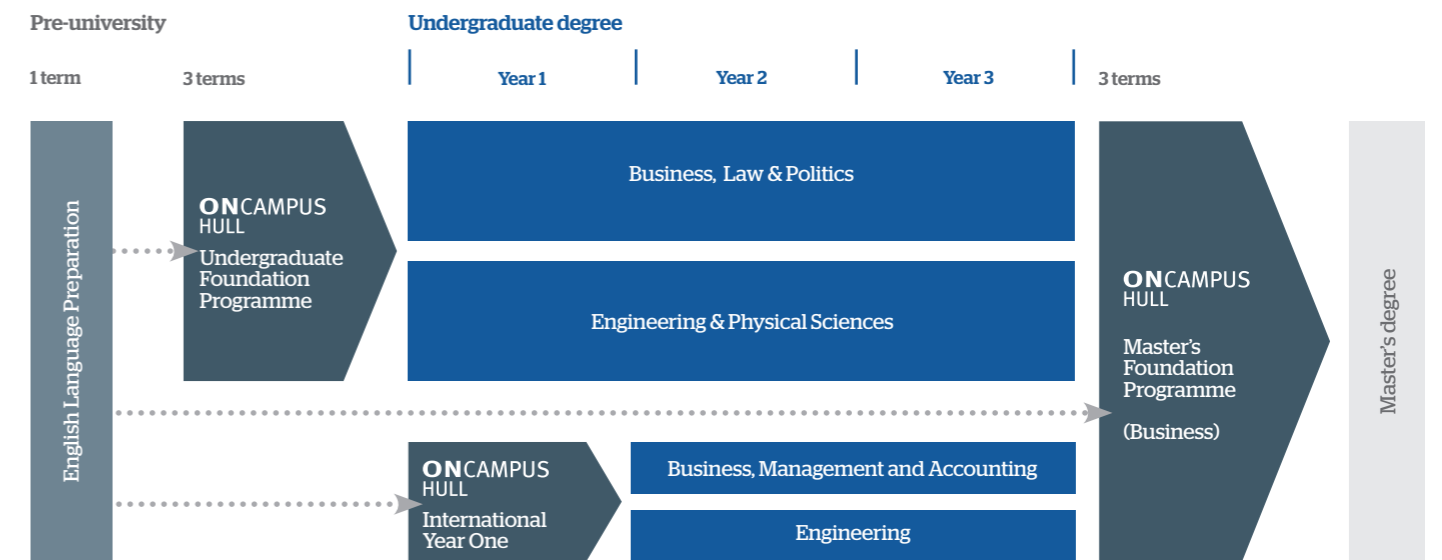 Pre-university
Undergraduate degree
1 term
3 terms
Year 1
Year 2
Year 3
3 terms
English Language Preparation
ONCAMPUS
HULL
Undergraduate
Foundation
Programme
Business, Law & Politics
Engineering & Physical Sciences
ONCAMPUS
HULL
International
Year One
Business, Management and Accounting
Engineering
ONCAMPUS
HULL
Master’s
Foundation
Programme
(Business)
Master’s degree